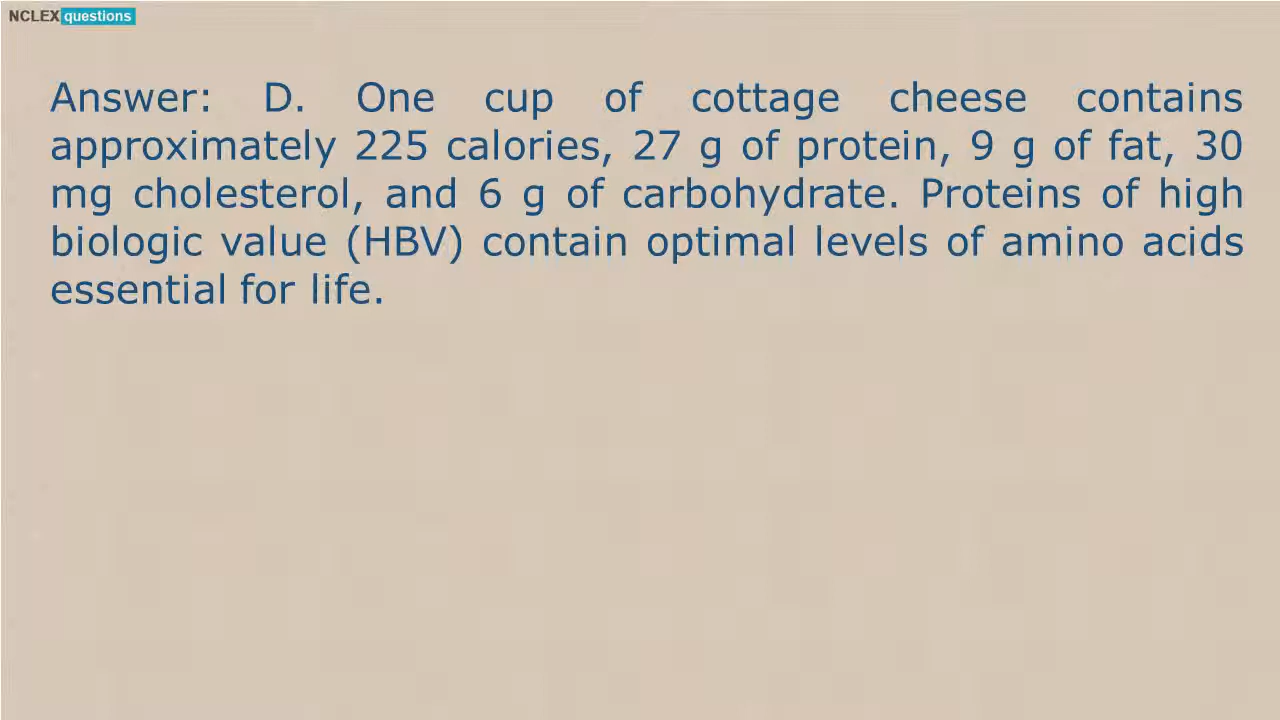 NCLEX questions
Answer: D. One cup of cottage cheese contains
approximately 225 calories, 27 g of protein, 9 g of fat, 30
mg cholesterol, and 6 g of carbohydrate. Proteins of high
biologic value (HBV) contain optimal levels of amino acids
essential for life.